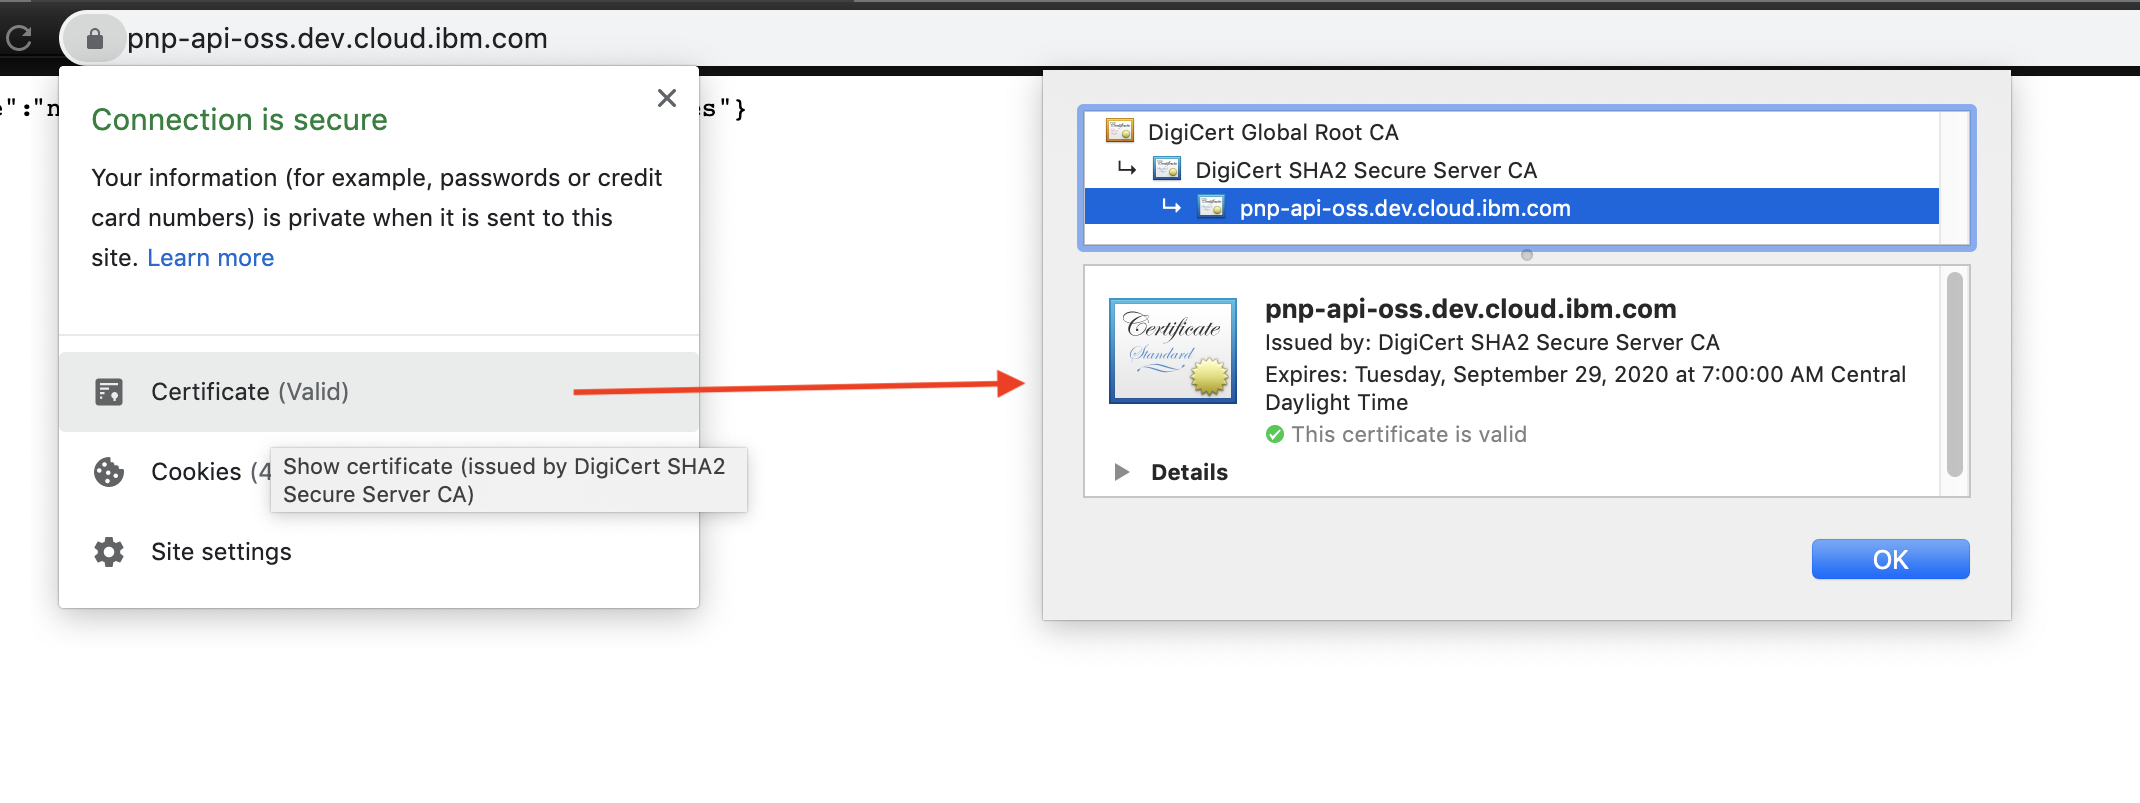 pnp-api-oss.dev.cloud.ibm.com
e":"n
es"}
Connection is secure
Your information (for example, passwords or credit
card numbers) is private when it is sent to this
site. Learn more
Certificate (Valid)
Cookies (4
Show certificate (issued by DigiCert SHA2
Secure Server CA)
Site settings
DigiCert Global Root CA
DigiCert SHA2 Secure Server CA
pnp-api-oss.dev.cloud.ibm.com
Certificate
Standard
pnp-api-oss.dev.cloud.ibm.com
Issued by: DigiCert SHA2 Secure Server CA
Expires: Tuesday, September 29, 2020 at 7:00:00 AM Central
Daylight Time
This certificate is valid
Details
OK